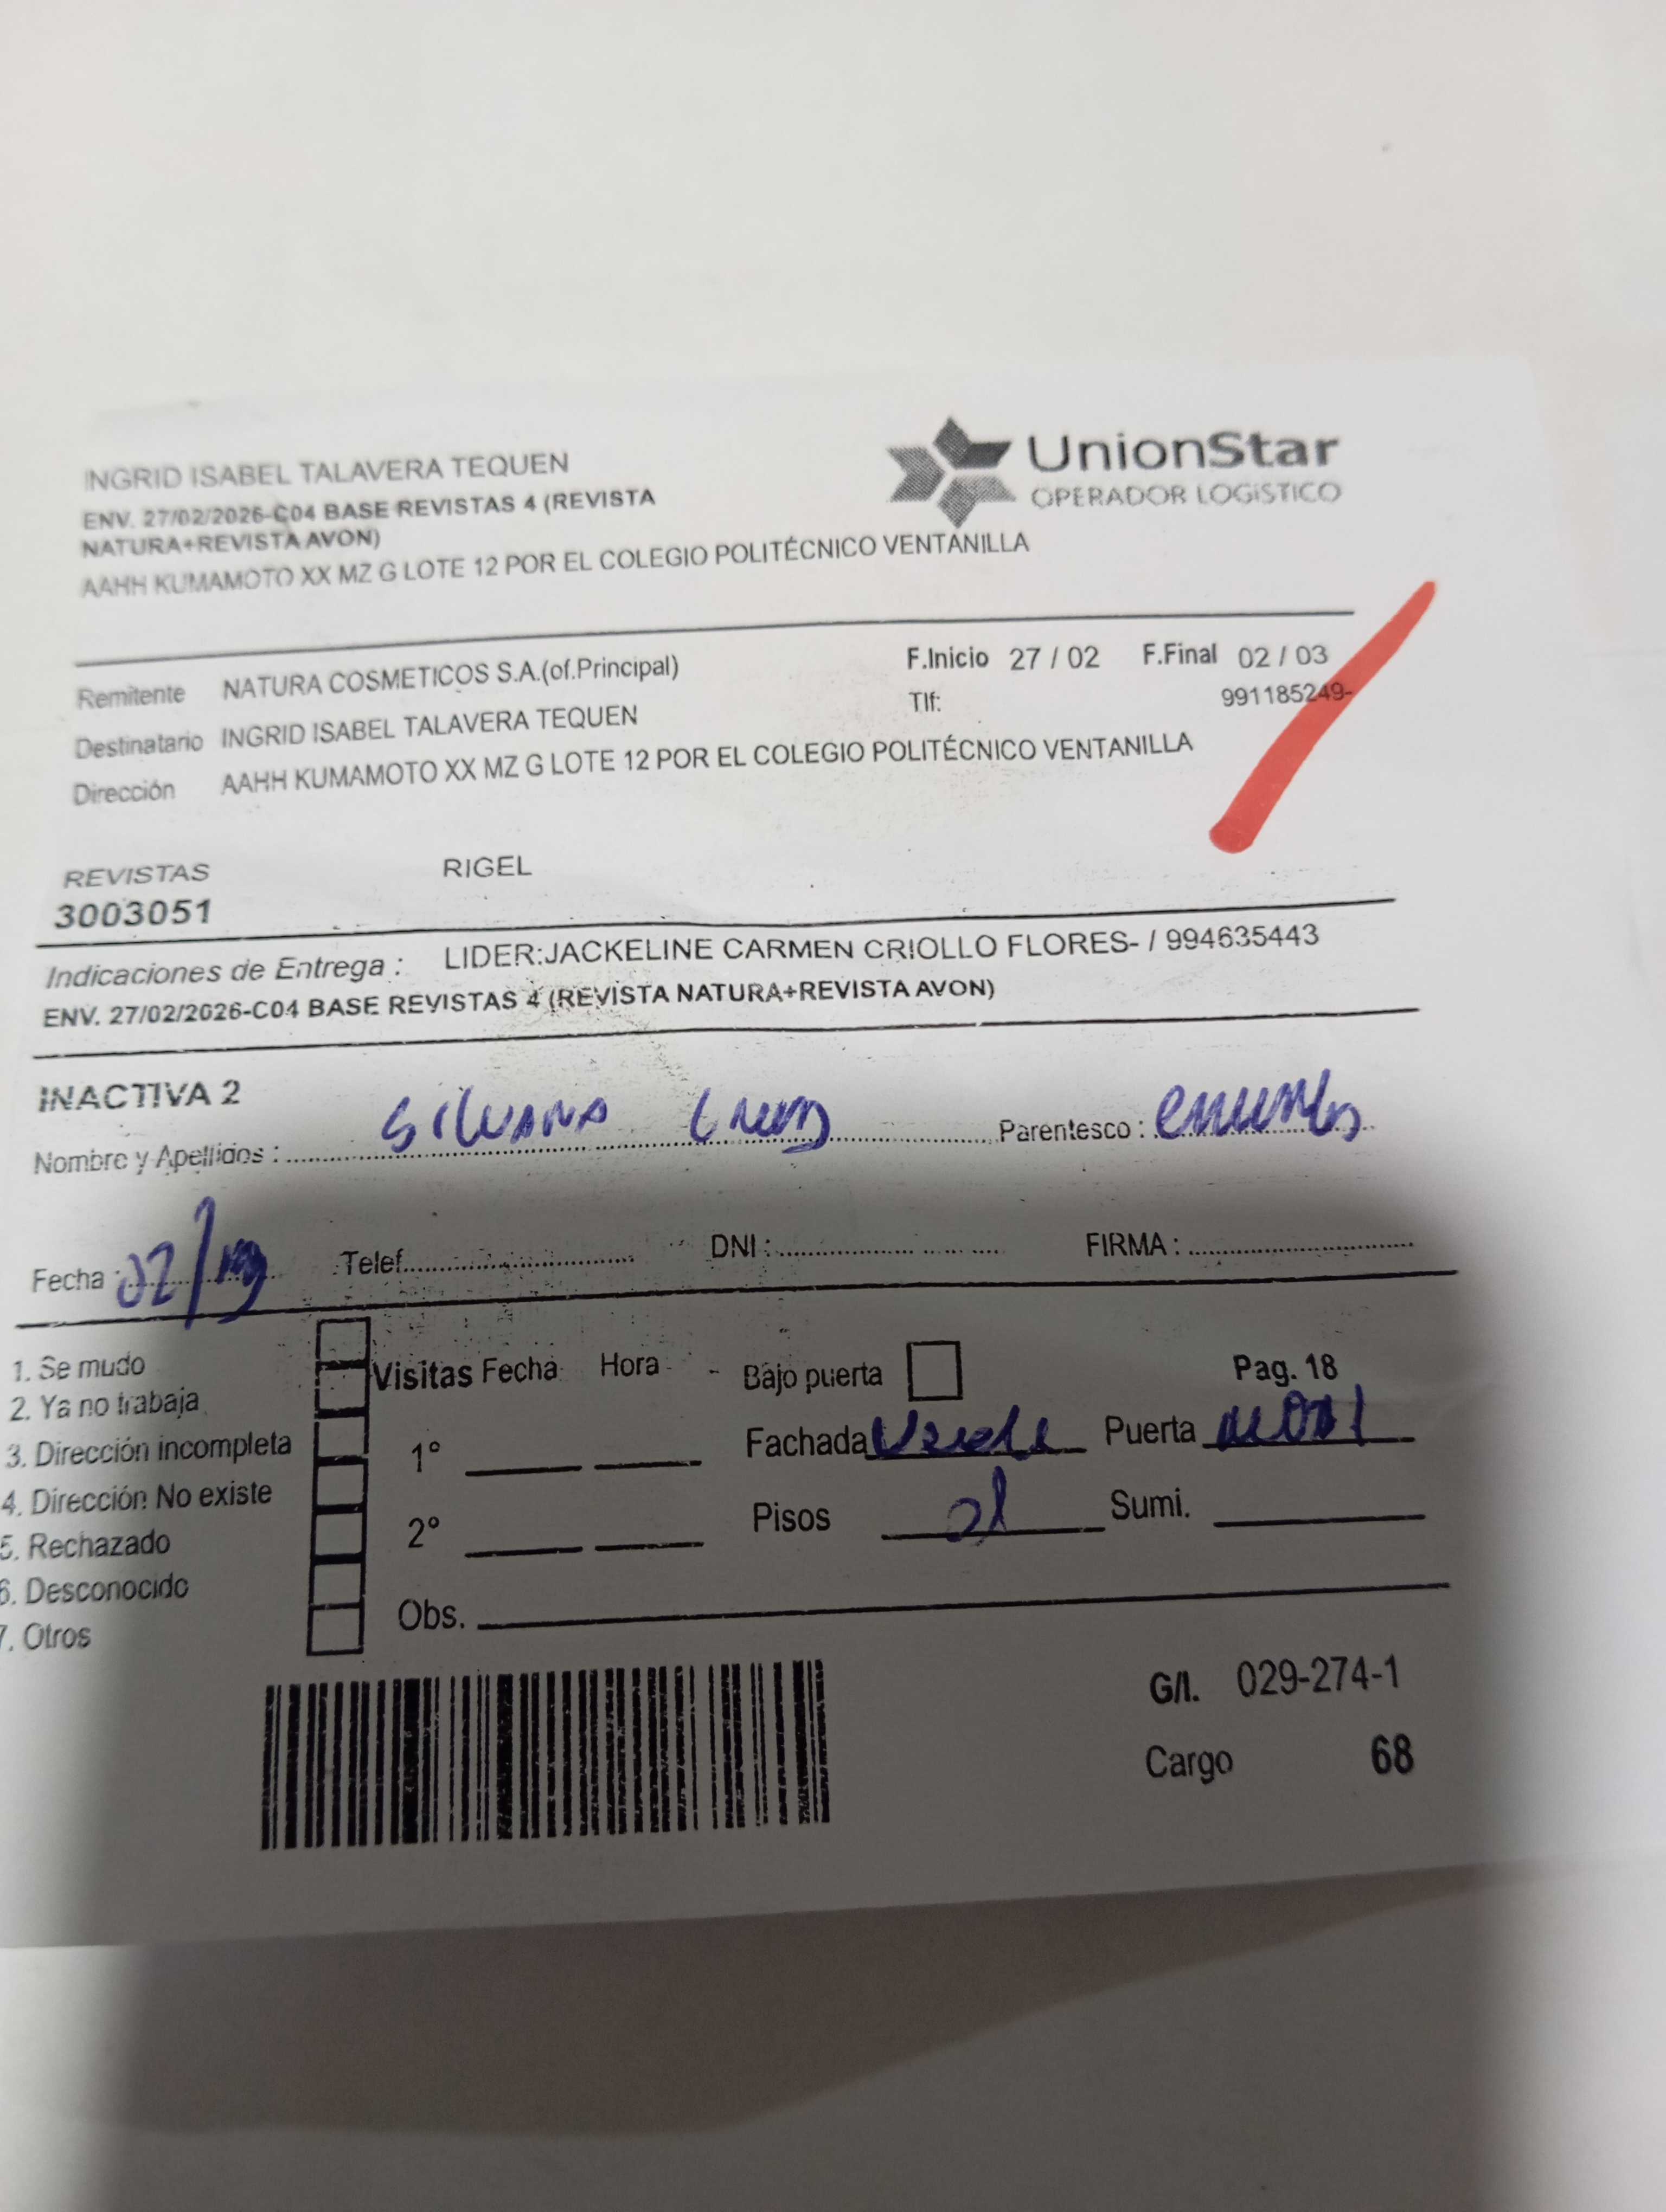 INGRID ISABEL TALAVERA TEQUEN
ENV. 27/02/2026-C04 BASE REVISTAS 4 (REVISTA
NATURA+REVISTA AVON)
AAHH KUMAMOTO XX MZ G LOTE 12 POR EL COLEGIO POLITÉCNICO VENTANILLA
UnionStar
OPERADOR LOGÍSTICO
Remitente NATURA COSMETICOS S.A.(of.Principal) F.Inicio 27 / 02 F.Final 02 / 03
Destinatario INGRID ISABEL TALAVERA TEQUEN Tlf: 991185249-
Dirección AAHH KUMAMOTO XX MZ G LOTE 12 POR EL COLEGIO POLITÉCNICO VENTANILLA
REVISTAS RIGEL
3003051
Indicaciones de Entrega : LIDER:JACKELINE CARMEN CRIOLLO FLORES- / 994635443
ENV. 27/02/2026-C04 BASE REVISTAS 4 (REVISTA NATURA+REVISTA AVON)
INACTIVA 2
Nombre y Apellidos : SILVANA Parentesco :
Fecha : 02/ Telef. DNI : FIRMA :
1. Se mudo
2. Ya no trabaja
3. Dirección incompleta
4. Dirección No existe
5. Rechazado
6. Desconocido
7. Otros
Visitas Fecha Hora - Bajo puerta Pag. 18
1° Fachada Verde Puerta
2° Pisos Sumi.
Obs.
G/I. 029-274-1
Cargo 68